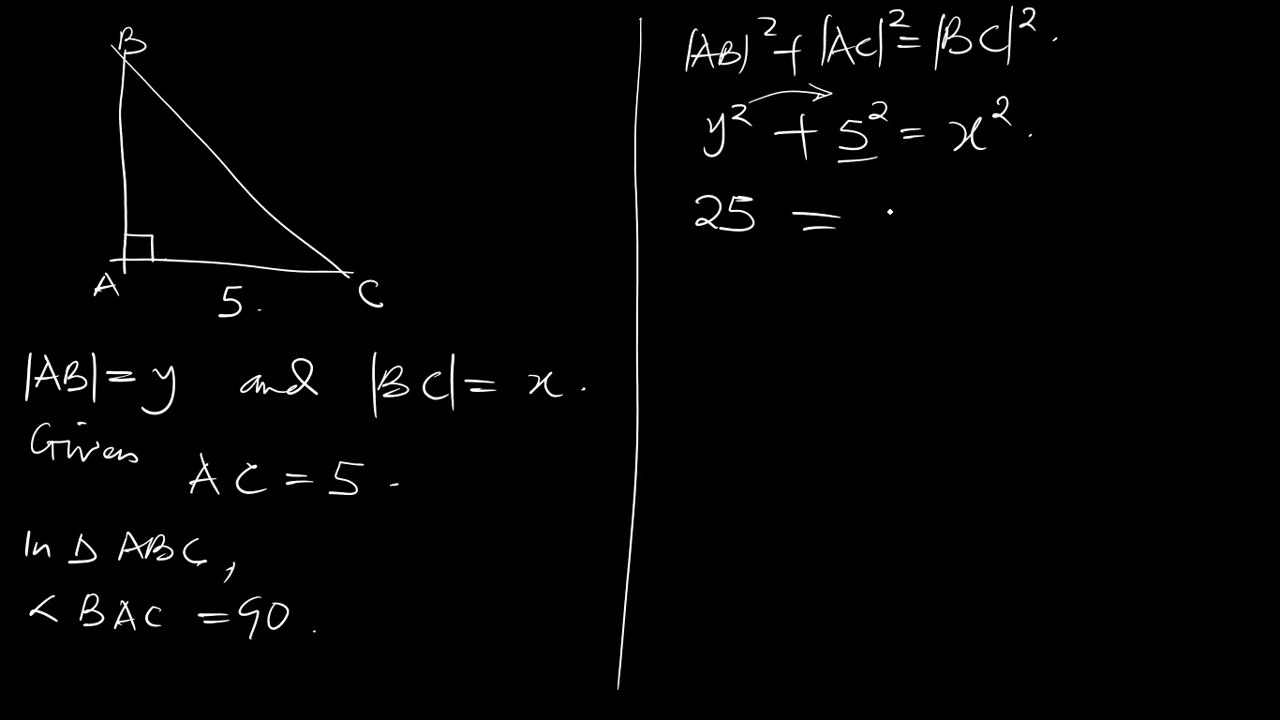 B
A
C
5.
|AB| = y and |BC| = x.
Given
AC = 5.
In Δ ABC,
< BAC = 90.
|AB|² + |AC|² = |BC|².
y² + 5² = x².
25 = .